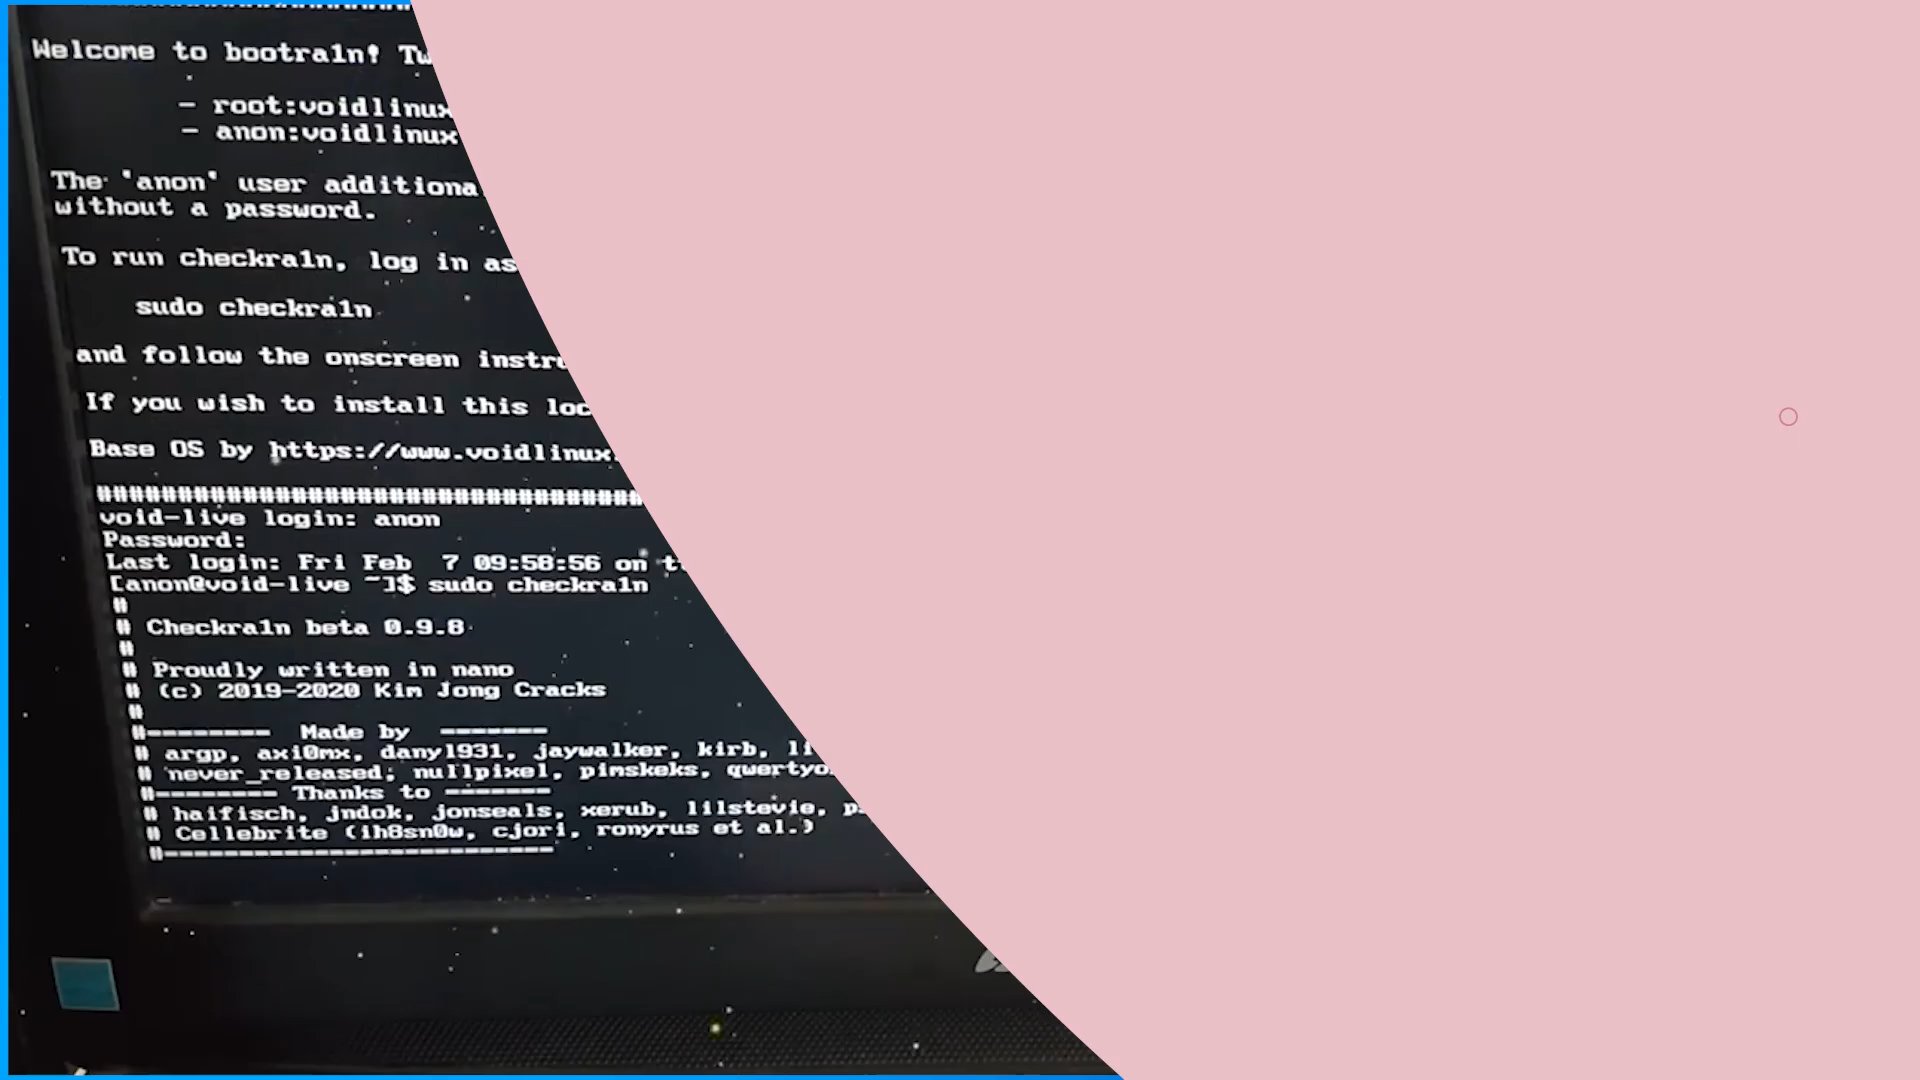 Welcome to bootra1n! Tw
- root:voidlinux
- anon:voidlinux
The 'anon' user additiona
without a password.
To run checkra1n, log in as
sudo checkra1n
and follow the onscreen instru
If you wish to install this loc
Base OS by https://www.voidlinux.
########################################
void-live login: anon
Password:
Last login: Fri Feb  7 09:58:56 on t
[anon@void-live ~]$ sudo checkra1n
#
# Checkra1n beta 0.9.8
#
# Proudly written in nano
# (c) 2019-2020 Kim Jong Cracks
#
#======== Made by =======
# argp, axi0mx, danyl931, jaywalker, kirb, li
# never_released, nullpixel, pimskeks, qwertyo
#======== Thanks to =======
# haifisch, jndok, jonseals, xerub, lilstevie, p
# Cellebrite (ih8sn0w, cjori, ronyrus et al.)
#=========================